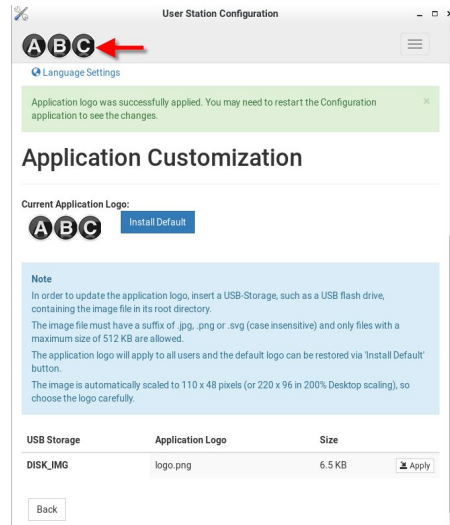 User Station Configuration
ABC
Language Settings
Application logo was successfully applied. You may need to restart the Configuration
application to see the changes.
Application Customization
Current Application Logo:
ABC
Install Default
Note
In order to update the application logo, insert a USB-Storage, such as a USB flash drive,
containing the image file in its root directory.
The image file must have a suffix of .jpg, .png or .svg (case insensitive) and only files with a
maximum size of 512 KB are allowed.
The application logo will apply to all users and the default logo can be restored via 'Install Default'
button.
The image is automatically scaled to 110 x 48 pixels (or 220 x 96 in 200% Desktop scaling), so
choose the logo carefully.
USB Storage Application Logo Size
DISK_IMG logo.png 6.5 KB Apply
Back